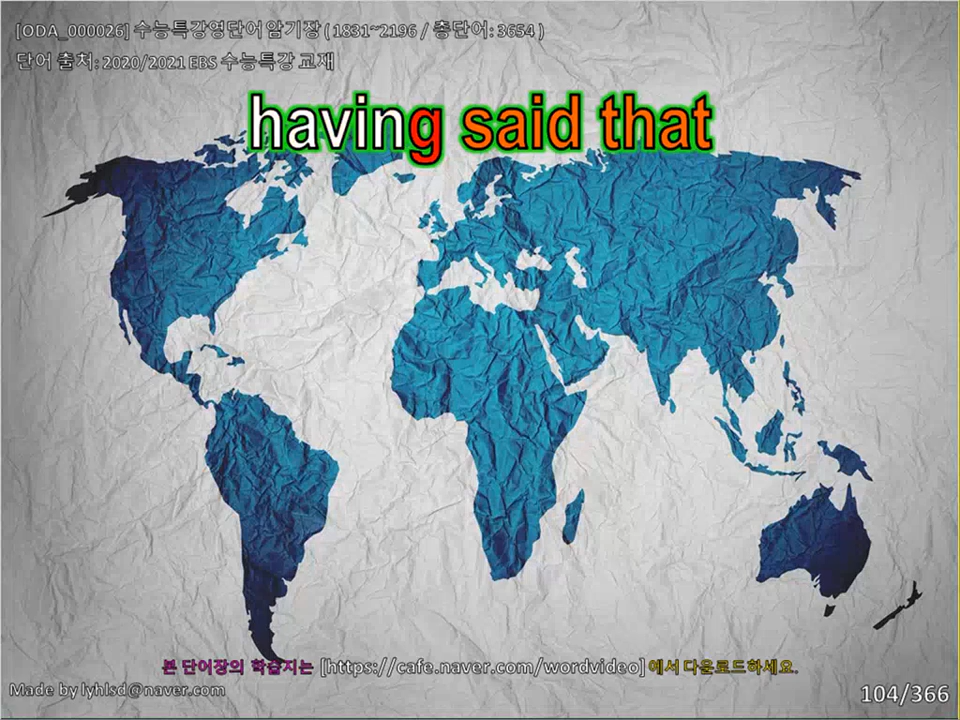 [ODA_000026] 수능특강영단어 암기장 ( 1831~2196 / 총단어: 3654 )
단어 출처: 2020/2021 EBS 수능특강 교재
having said that
본 단어장의 학습지는 [https://cafe.naver.com/wordvideo] 에서 다운로드하세요.
Made by lyhlsd@naver.com
104/366